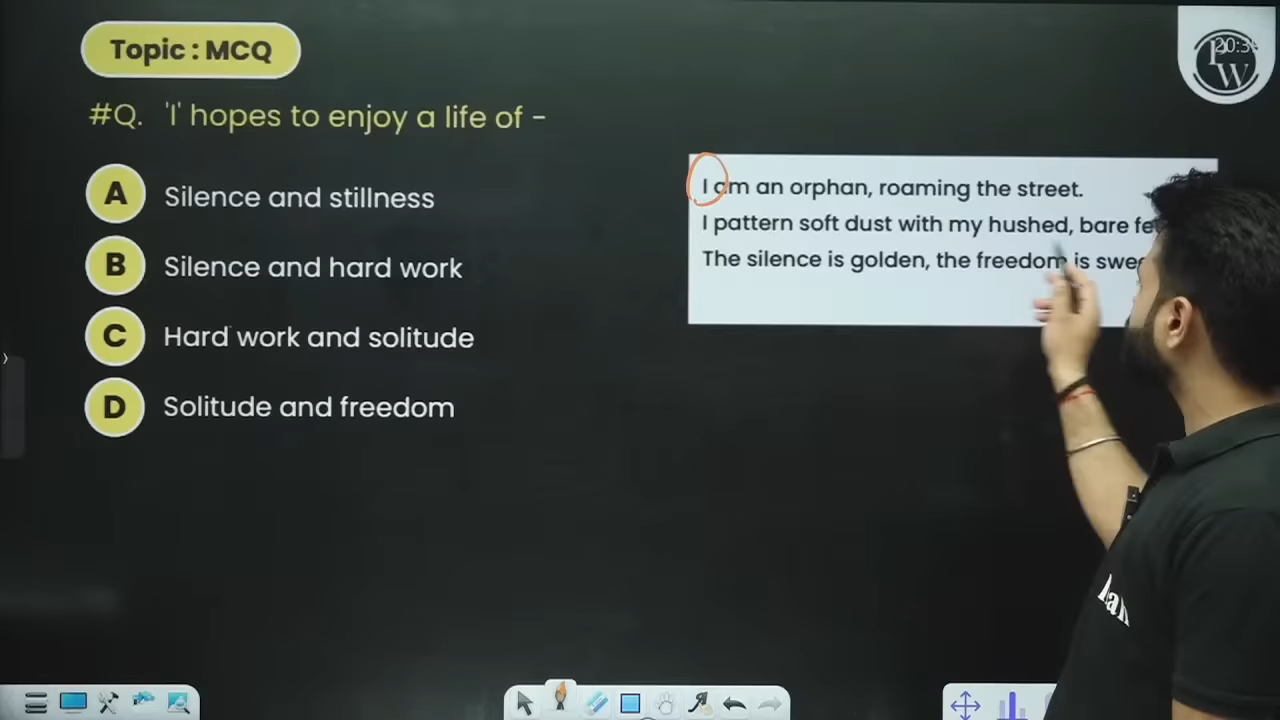 Topic : MCQ
#Q. 'I' hopes to enjoy a life of -
A Silence and stillness
B Silence and hard work
C Hard work and solitude
D Solitude and freedom
I am an orphan, roaming the street.
I pattern soft dust with my hushed, bare
The silence is golden, the freedom is
PW